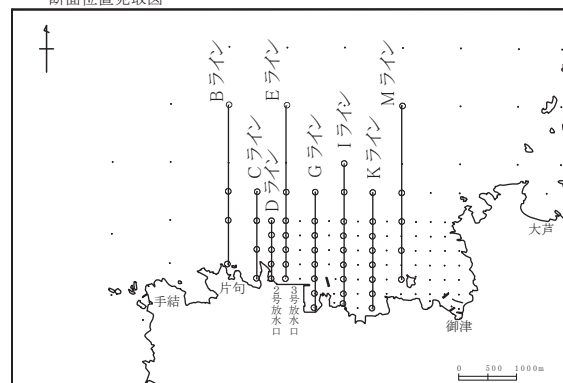 断面位置見取図
Bライン
Cライン
Dライン
Eライン
Gライン
Iライン
Kライン
Mライン
大芦
片句
手結
2号放水口
3号放水口
御津
0 500 1000m